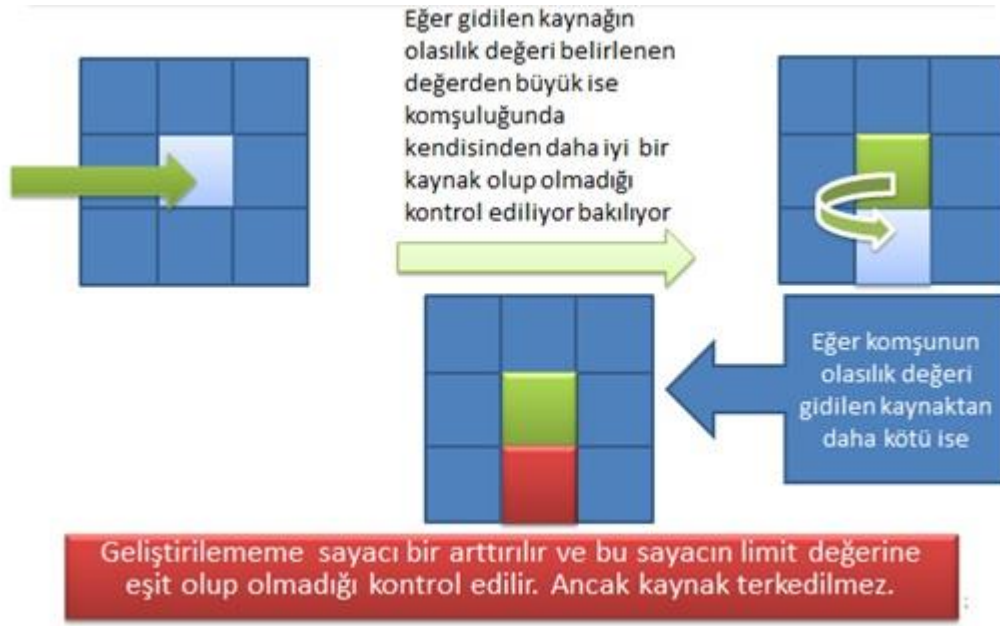 Eğer gidilen kaynağın
olasılık değeri belirlenen
değerden büyük ise
komşuluğunda
kendisinden daha iyi bir
kaynak olup olmadığı
kontrol ediliyor bakılıyor
Eğer komşunun
olasılık değeri
gidilen kaynaktan
daha kötü ise
Geliştirilememe sayacı bir arttırılır ve bu sayacın limit değerine
eşit olup olmadığı kontrol edilir. Ancak kaynak terkedilmez.
;